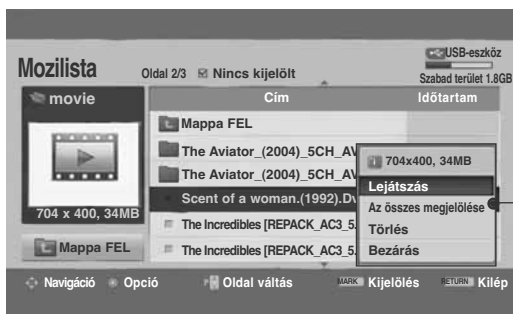 USB-eszköz
Mozilista Oldal 2/3 Nincs kijelölt
Szabad terület 1.8GB
movie
Cím Időtartam
Mappa FEL
The Aviator_(2004)_5CH_AV
The Aviator_(2004)_5CH_AV
Scent of a woman.(1992).Dv
The Incredibles [REPACK_AC3_5.
The Incredibles [REPACK_AC3_5.
704 x 400, 34MB
Mappa FEL
704x400, 34MB
Lejátszás
Az összes megjelölése
Törlés
Bezárás
Navigáció Opció Oldal váltás MARK Kijelölés RETURN Kilép